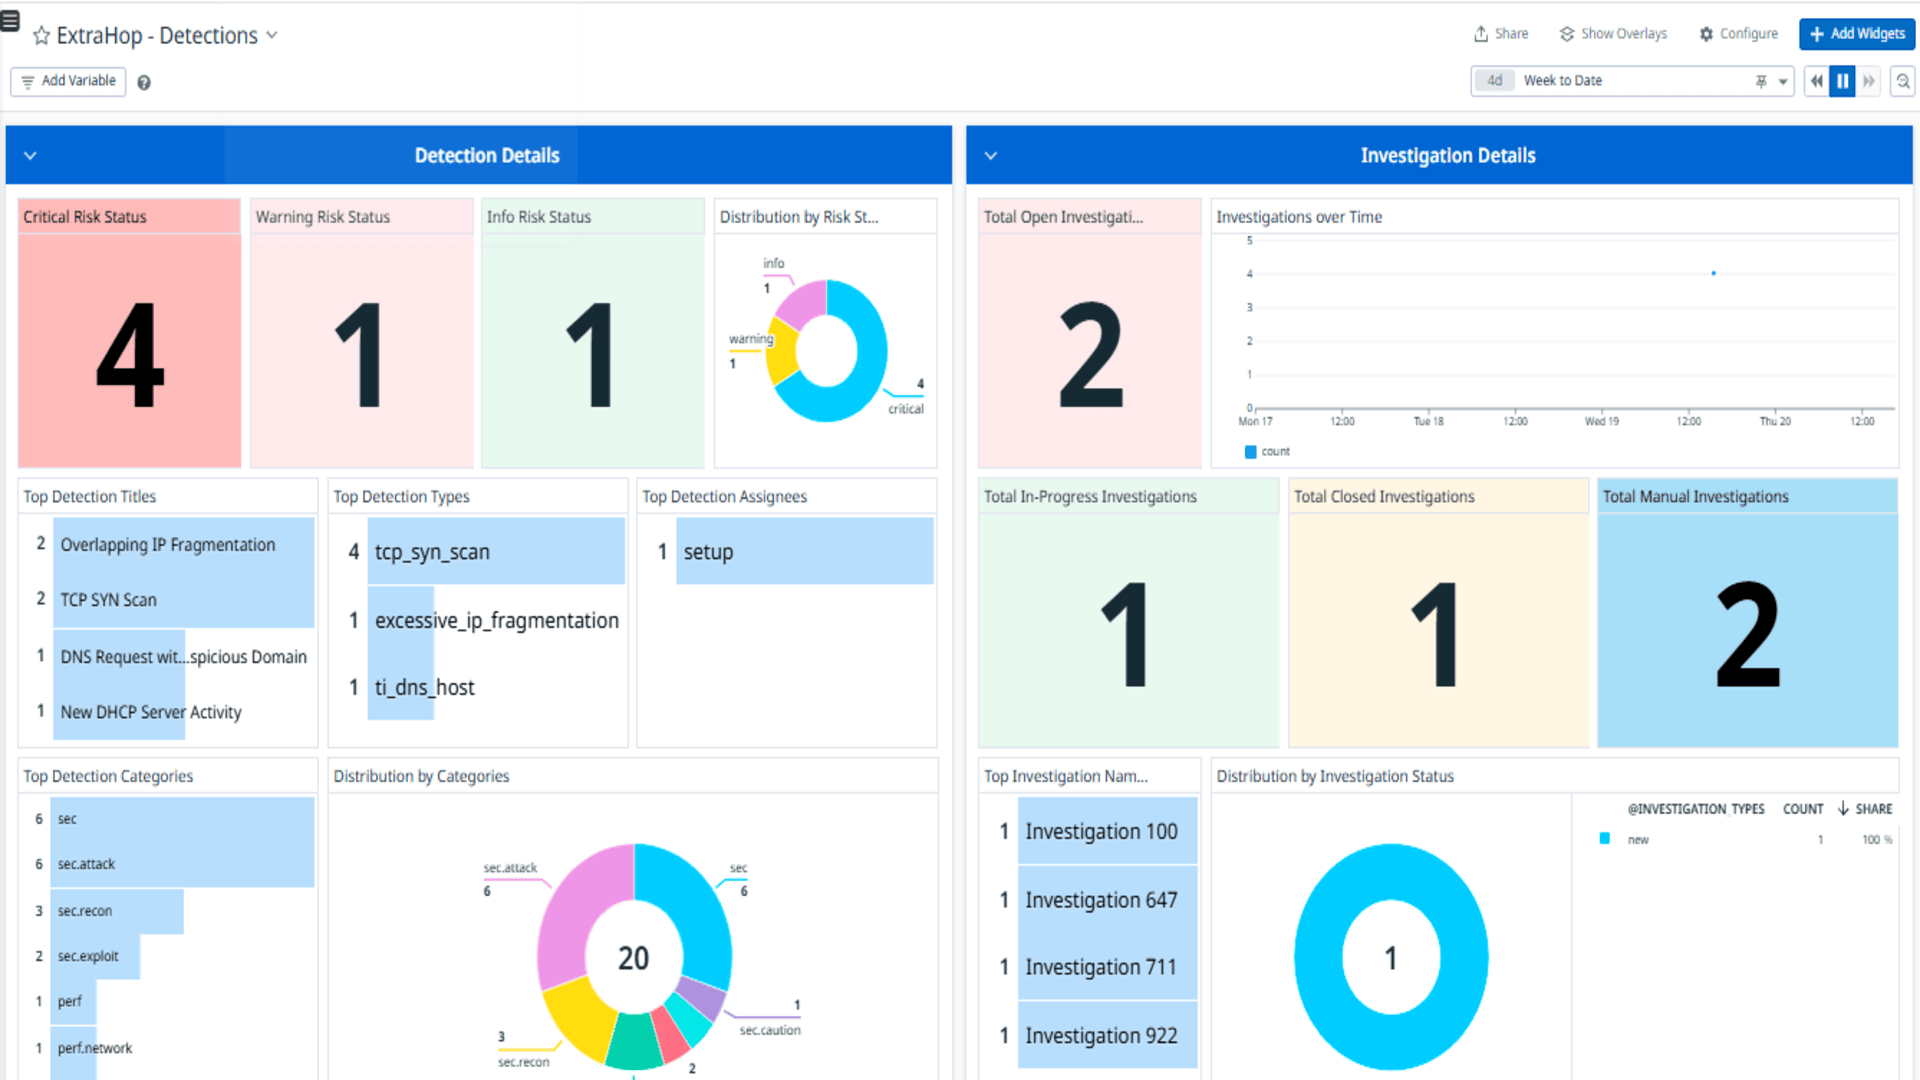 ExtraHop - Detections
Share
Show Overlays
Configure
Add Widgets
Add Variable
4d Week to Date
Detection Details
Critical Risk Status
4
Warning Risk Status
1
Info Risk Status
1
Distribution by Risk St...
info
1
warning
1
4
critical
Top Detection Titles
2 Overlapping IP Fragmentation
2 TCP SYN Scan
1 DNS Request wit...spicious Domain
1 New DHCP Server Activity
Top Detection Types
4 tcp_syn_scan
1 excessive_ip_fragmentation
1 ti_dns_host
Top Detection Assignees
1 setup
Top Detection Categories
6 sec
6 sec.attack
3 sec.recon
2 sec.exploit
1 perf
1 perf.network
Distribution by Categories
sec.attack
6
sec
6
20
1
sec.caution
3
sec.recon
2
Investigation Details
Total Open Investigati...
2
Investigations over Time
5
4
3
2
1
0
Mon 17 12:00 Tue 18 12:00 Wed 19 12:00 Thu 20 12:00
count
Total In-Progress Investigations
1
Total Closed Investigations
1
Total Manual Investigations
2
Top Investigation Nam...
1 Investigation 100
1 Investigation 647
1 Investigation 711
1 Investigation 922
Distribution by Investigation Status
1
@INVESTIGATION_TYPES COUNT SHARE
new 1 100 %